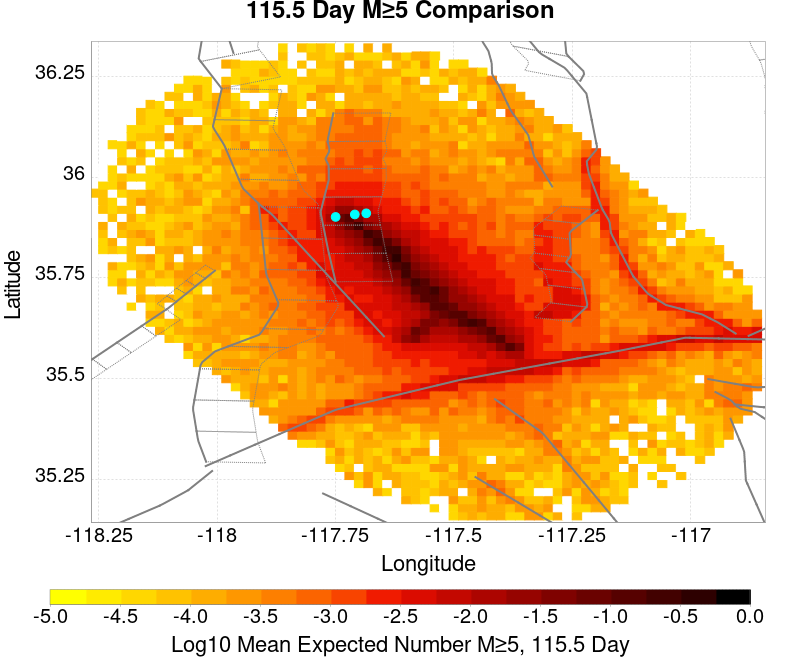 115.5 Day M≥5 Comparison
36.25
36
35.75
35.5
35.25
Latitude
-118.25 -118 -117.75 -117.5 -117.25 -117
Longitude
-5.0 -4.5 -4.0 -3.5 -3.0 -2.5 -2.0 -1.5 -1.0 -0.5 0.0
Log10 Mean Expected Number M≥5, 115.5 Day